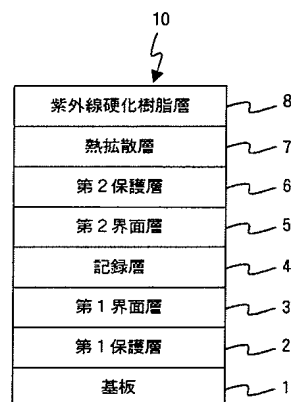 10
紫外線硬化樹脂層 8
熱拡散層 7
第2保護層 6
第2界面層 5
記録層 4
第1界面層 3
第1保護層 2
基板 1